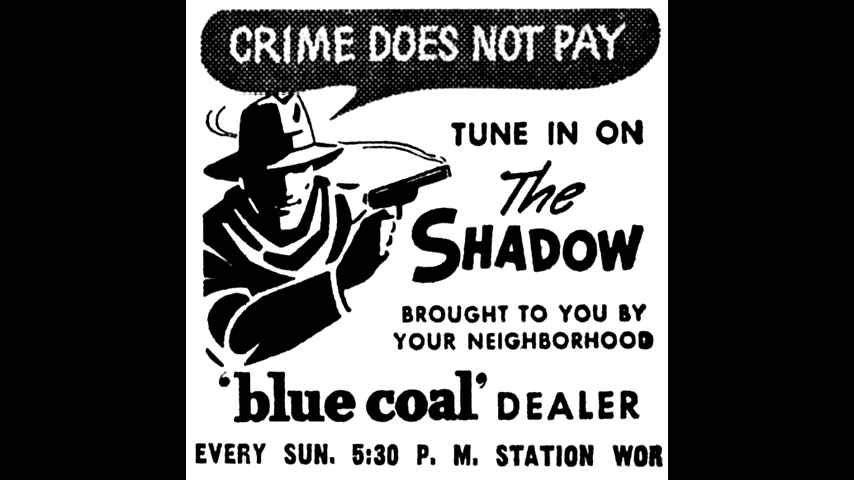 CRIME DOES NOT PAY
TUNE IN ON
The
SHADOW
BROUGHT TO YOU BY
YOUR NEIGHBORHOOD
'blue coal' DEALER
EVERY SUN. 5:30 P. M. STATION WOR